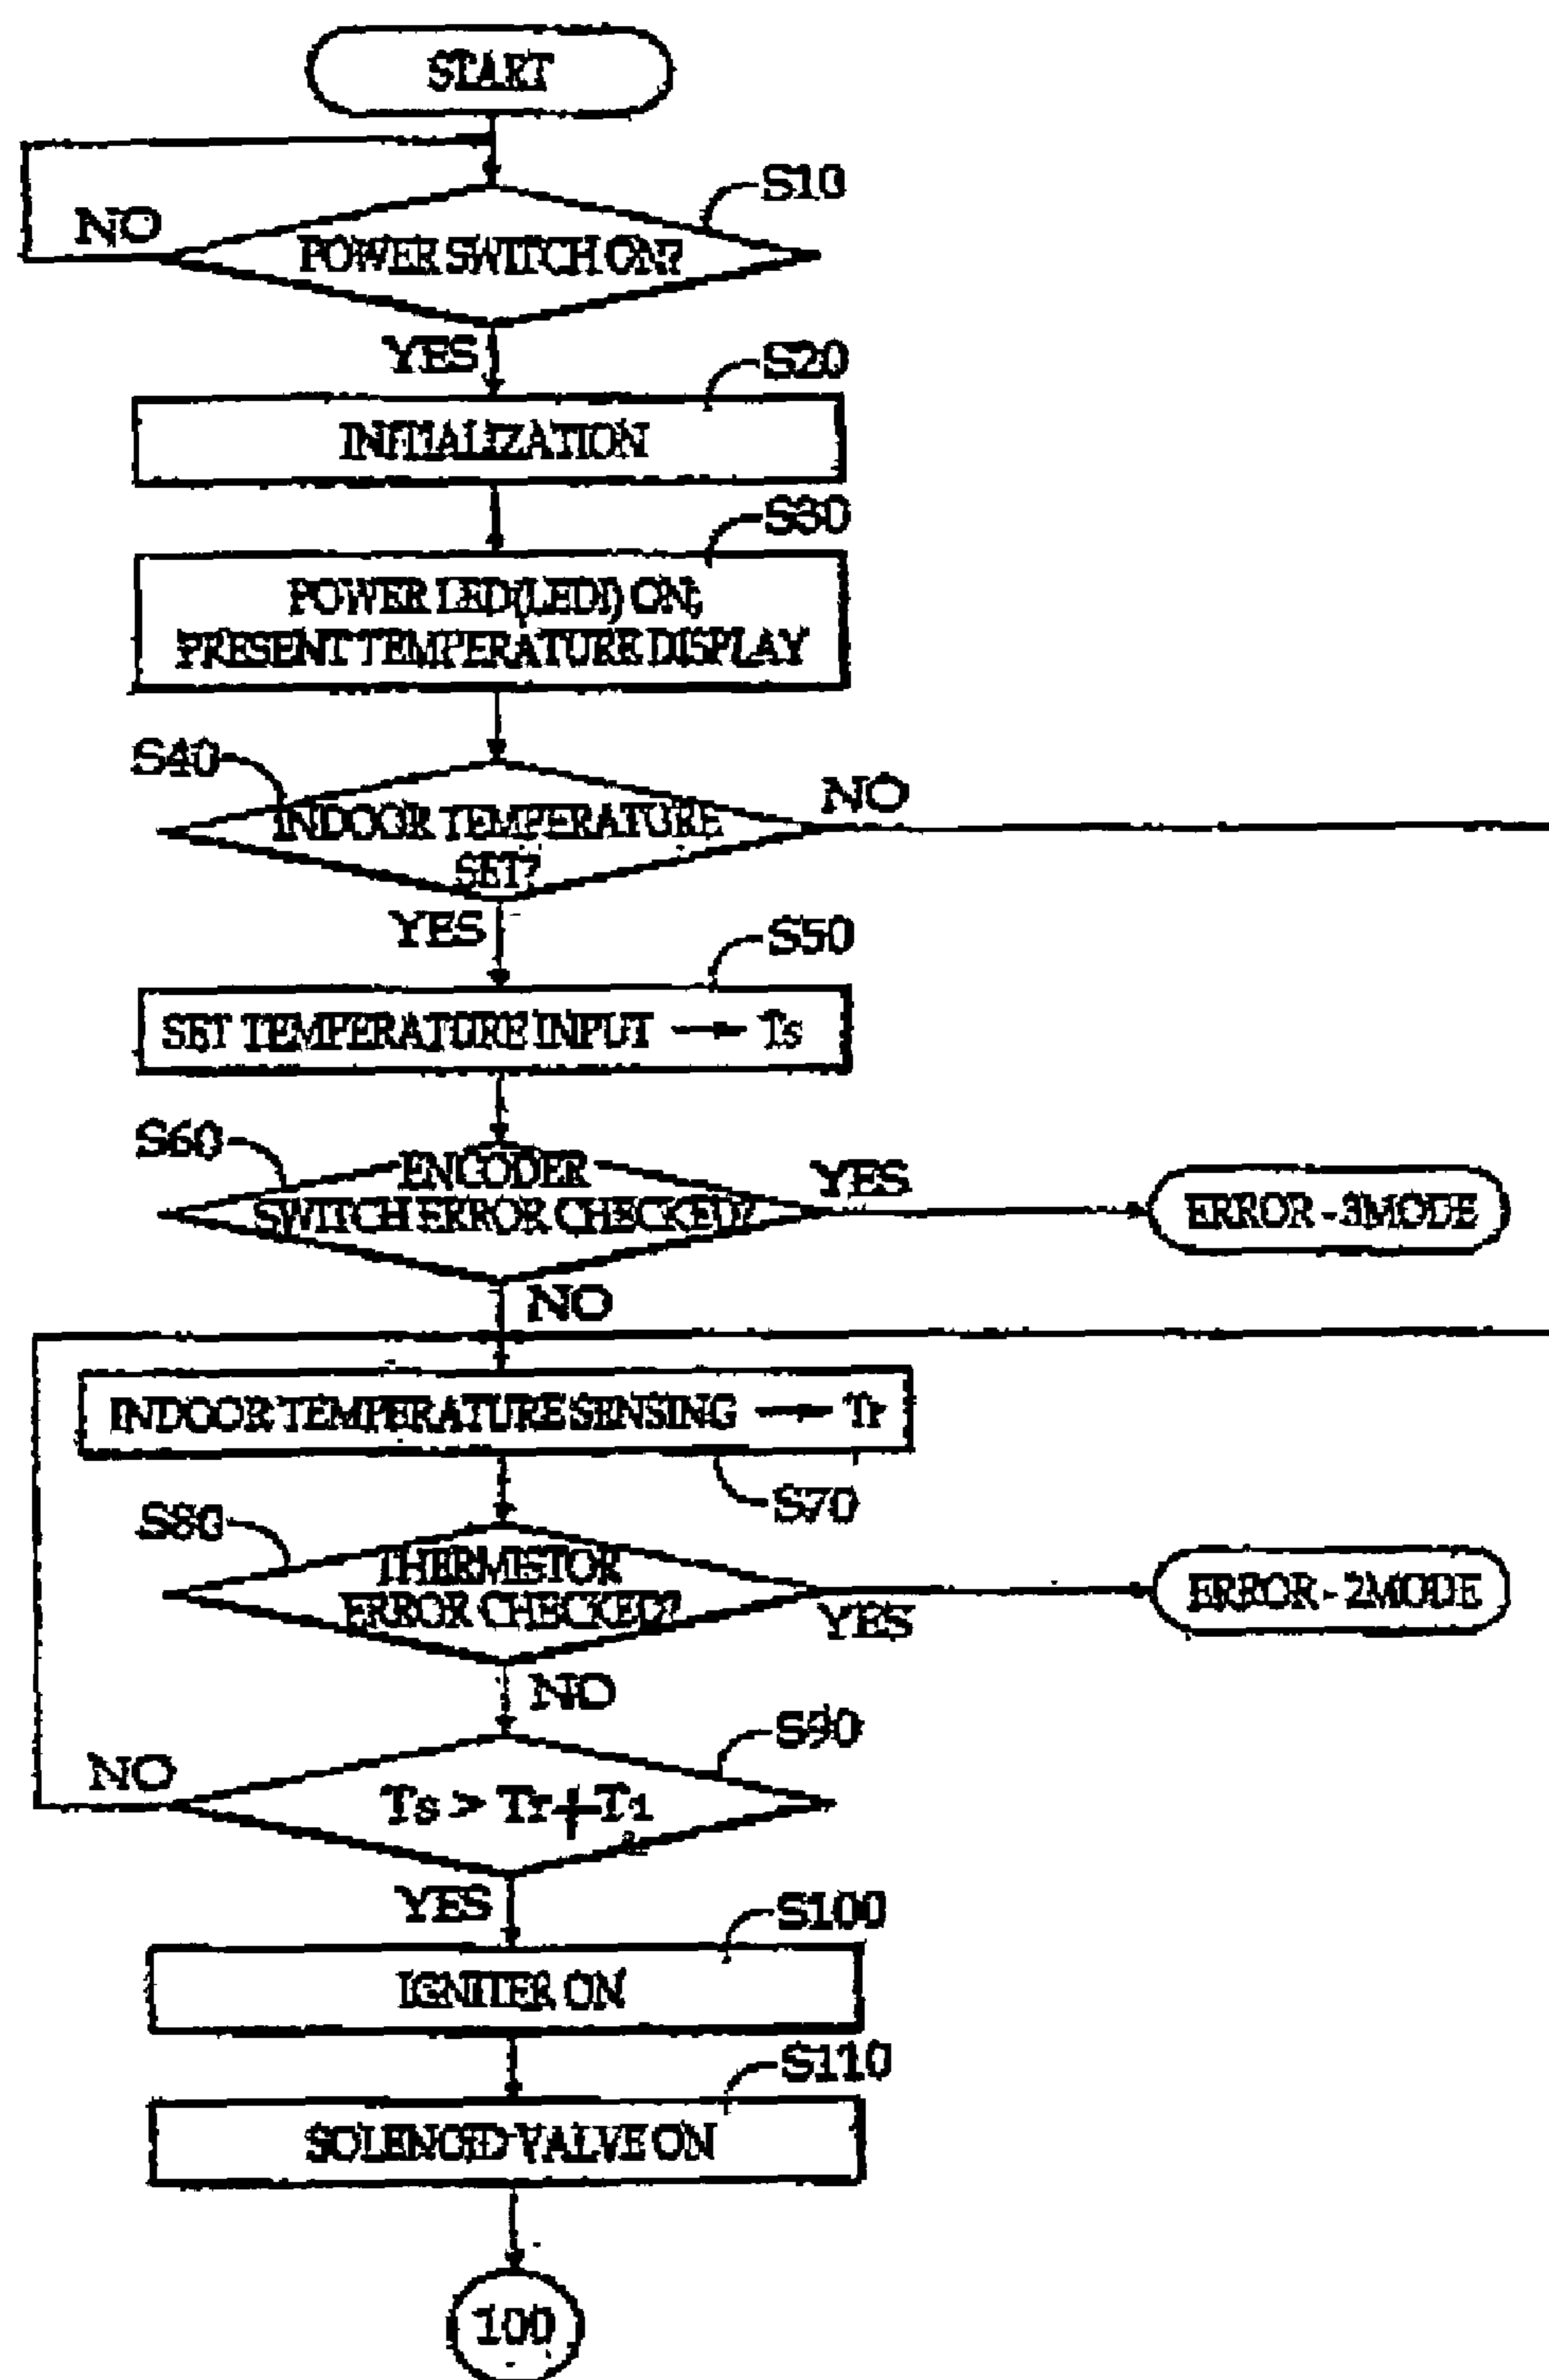 START
S10
NO
POWER SWITCH ON?
YES
S20
INITIALIZATION
S30
POWER LED(LED1) ON;
PRESENT TEMPERATURE DISPLAY
S40
NO
INDOOR TEMPERATURE
SET?
YES
S50
SET TEMPERATURE INPUT → Ts
S60
ENCODER
SWITCH ERROR CHECKED?
YES
ERROR - 3MODE
NO
INDOOR TEMPERATURE SENSING → Tr
S70
S80
THERMISTOR
ERROR CHECKED?
YES
ERROR - 2MODE
NO
S90
NO
Ts > Tr + T1
YES
S100
IGNITER ON
S110
SOLENOID VALVE ON
100